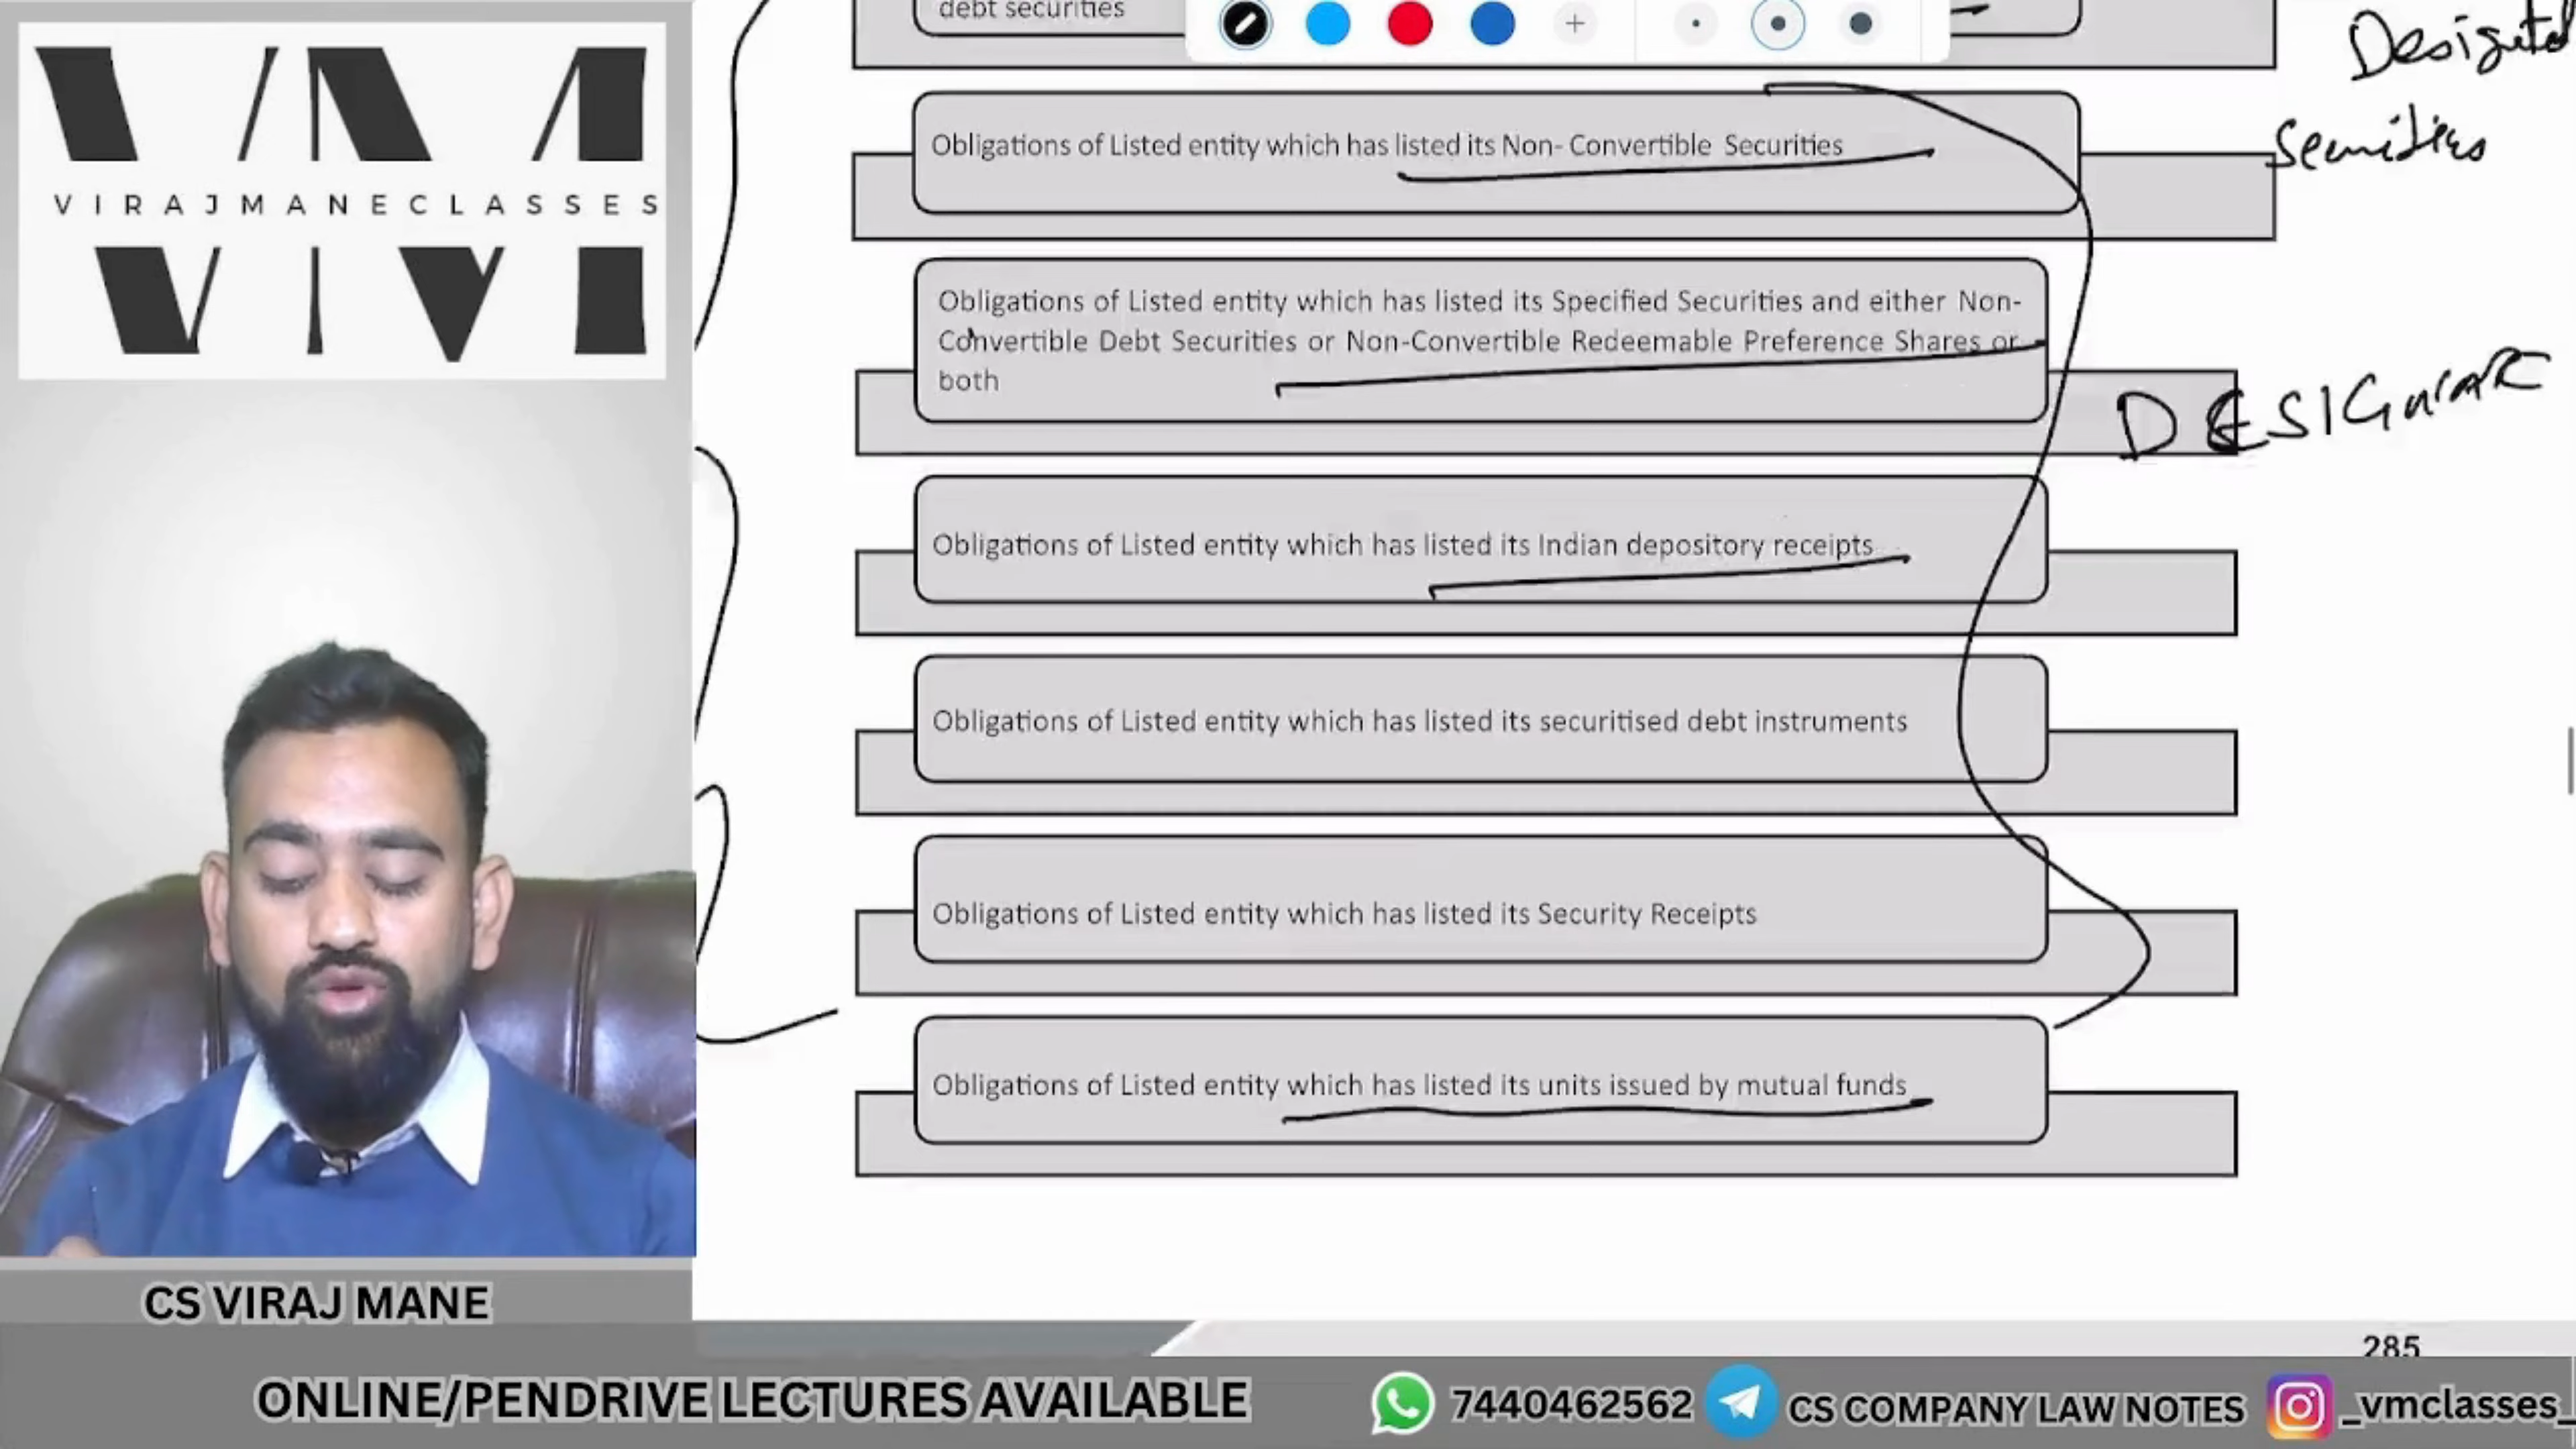 debt securities
Designated
Securities
VIRAJMANECLASSES
Obligations of Listed entity which has listed its Non- Convertible Securities
Obligations of Listed entity which has listed its Specified Securities and either Non-
Convertible Debt Securities or Non-Convertible Redeemable Preference Shares or
both
Obligations of Listed entity which has listed its Indian depository receipts
Obligations of Listed entity which has listed its securitised debt instruments
Obligations of Listed entity which has listed its Security Receipts
Obligations of Listed entity which has listed its units issued by mutual funds
285
CS VIRAJ MANE
ONLINE/PENDRIVE LECTURES AVAILABLE
7440462562
CS COMPANY LAW NOTES
_vmclasses_